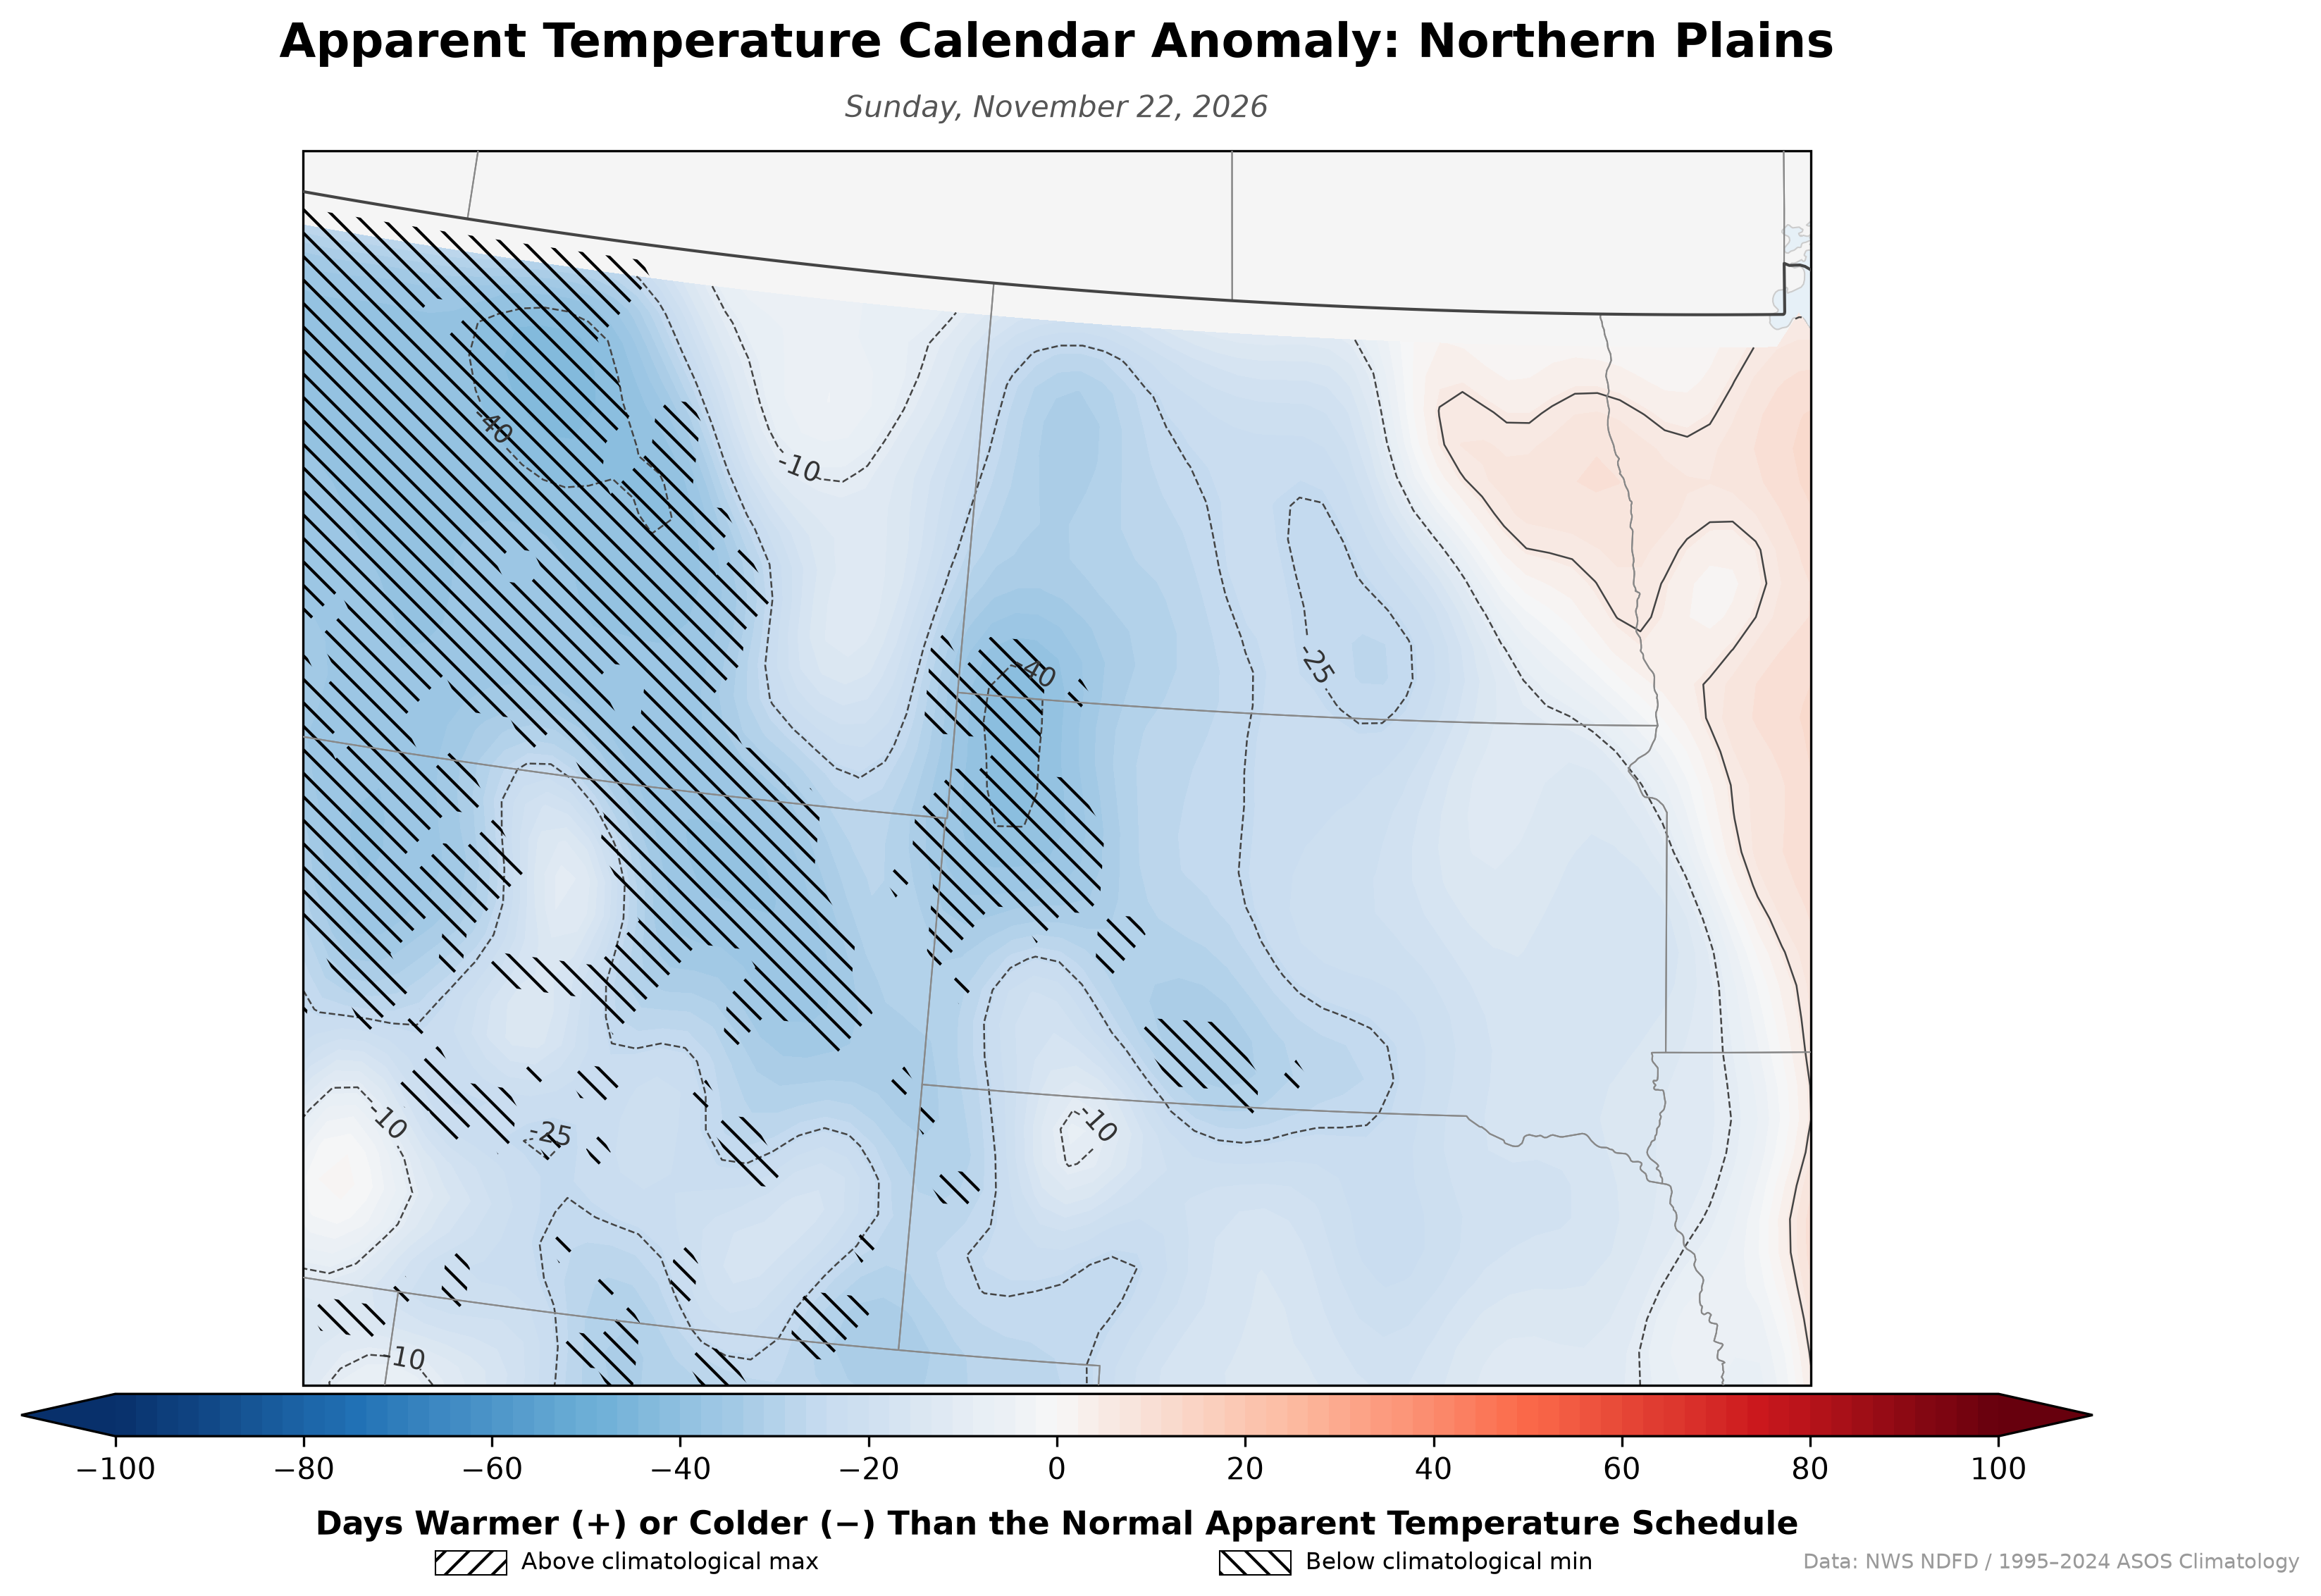 Apparent Temperature Calendar Anomaly: Northern Plains
Sunday, November 22, 2026
-40
-10
-40
-25
-10
-25
-10
-10
−100 −80 −60 −40 −20 0 20 40 60 80 100
Days Warmer (+) or Colder (−) Than the Normal Apparent Temperature Schedule
Above climatological max Below climatological min Data: NWS NDFD / 1995–2024 ASOS Climatology